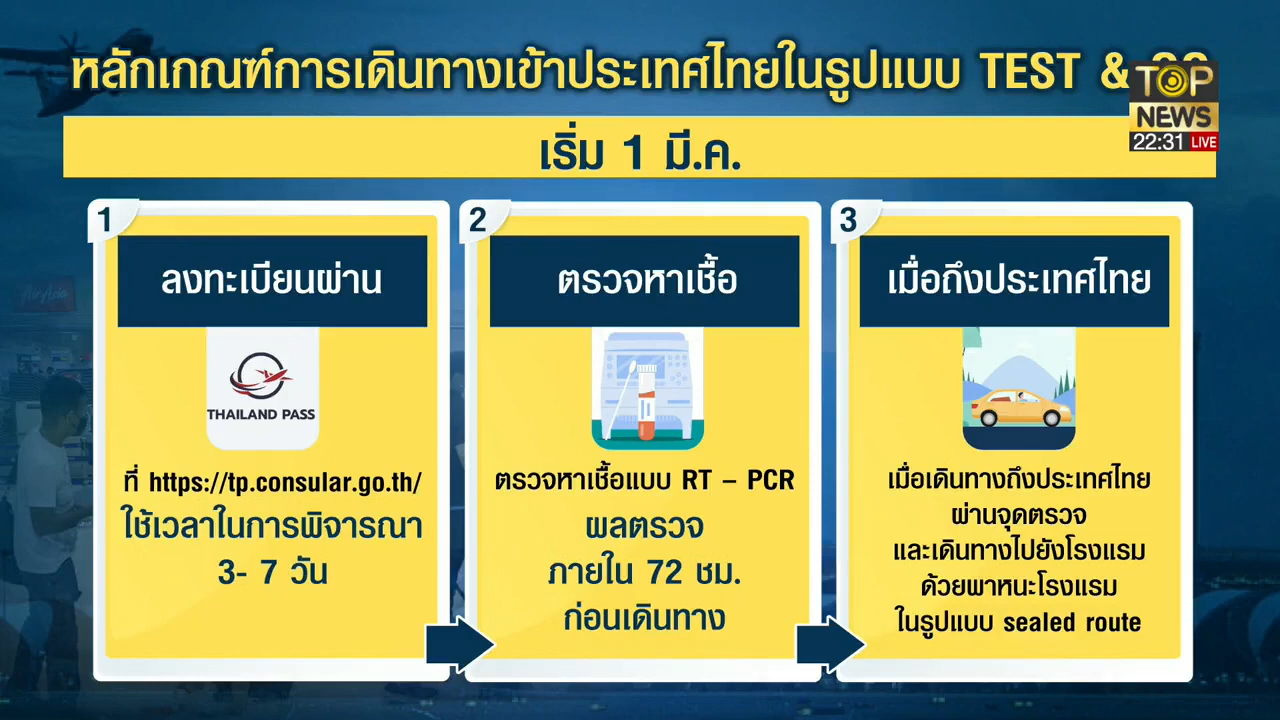 หลักเกณฑ์การเดินทางเข้าประเทศไทยในรูปแบบ TEST &
TOP
NEWS
22:31 LIVE
เริ่ม 1 มี.ค.
1
ลงทะเบียนผ่าน
THAILAND PASS
ที่ https://tp.consular.go.th/
ใช้เวลาในการพิจารณา
3- 7 วัน
2
ตรวจหาเชื้อ
ตรวจหาเชื้อแบบ RT – PCR
ผลตรวจ
ภายใน 72 ชม.
ก่อนเดินทาง
3
เมื่อถึงประเทศไทย
เมื่อเดินทางถึงประเทศไทย
ผ่านจุดตรวจ
และเดินทางไปยังโรงแรม
ด้วยพาหนะโรงแรม
ในรูปแบบ sealed route
AirAsia